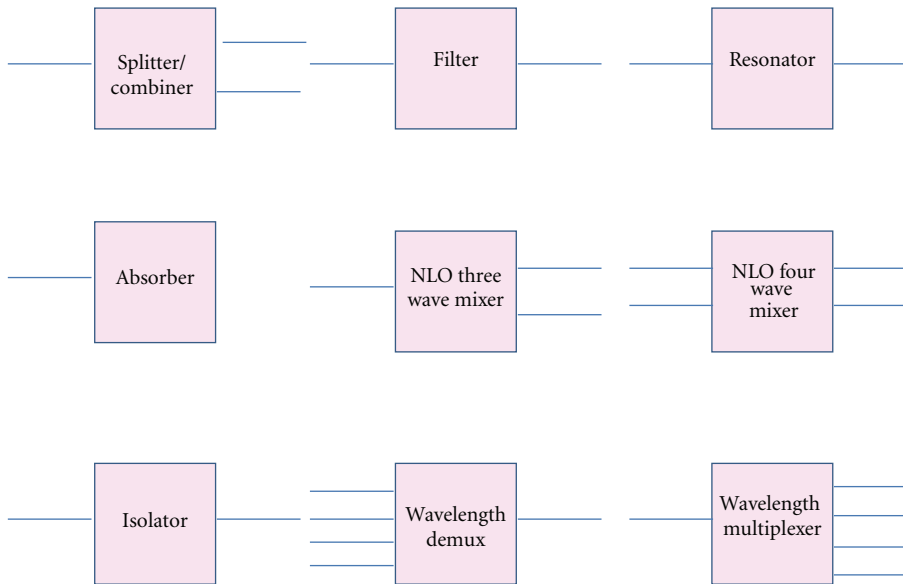 Splitter/
combiner
Filter
Resonator
Absorber
NLO three
wave mixer
NLO four
wave
mixer
Isolator
Wavelength
demux
Wavelength
multiplexer